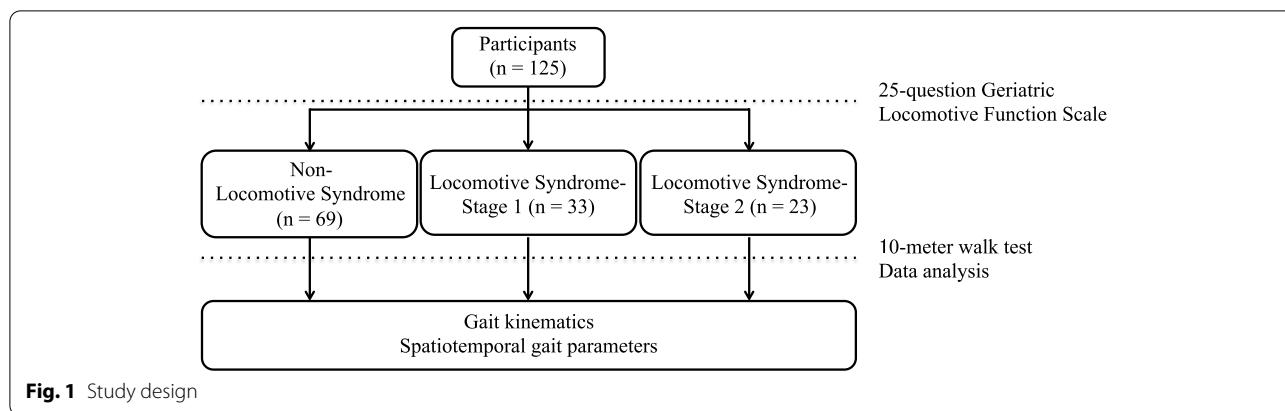 Participants
(n = 125)
25-question Geriatric
Locomotive Function Scale
Non-
Locomotive Syndrome
(n = 69)
Locomotive Syndrome-
Stage 1 (n = 33)
Locomotive Syndrome-
Stage 2 (n = 23)
10-meter walk test
Data analysis
Gait kinematics
Spatiotemporal gait parameters
Fig. 1 Study design